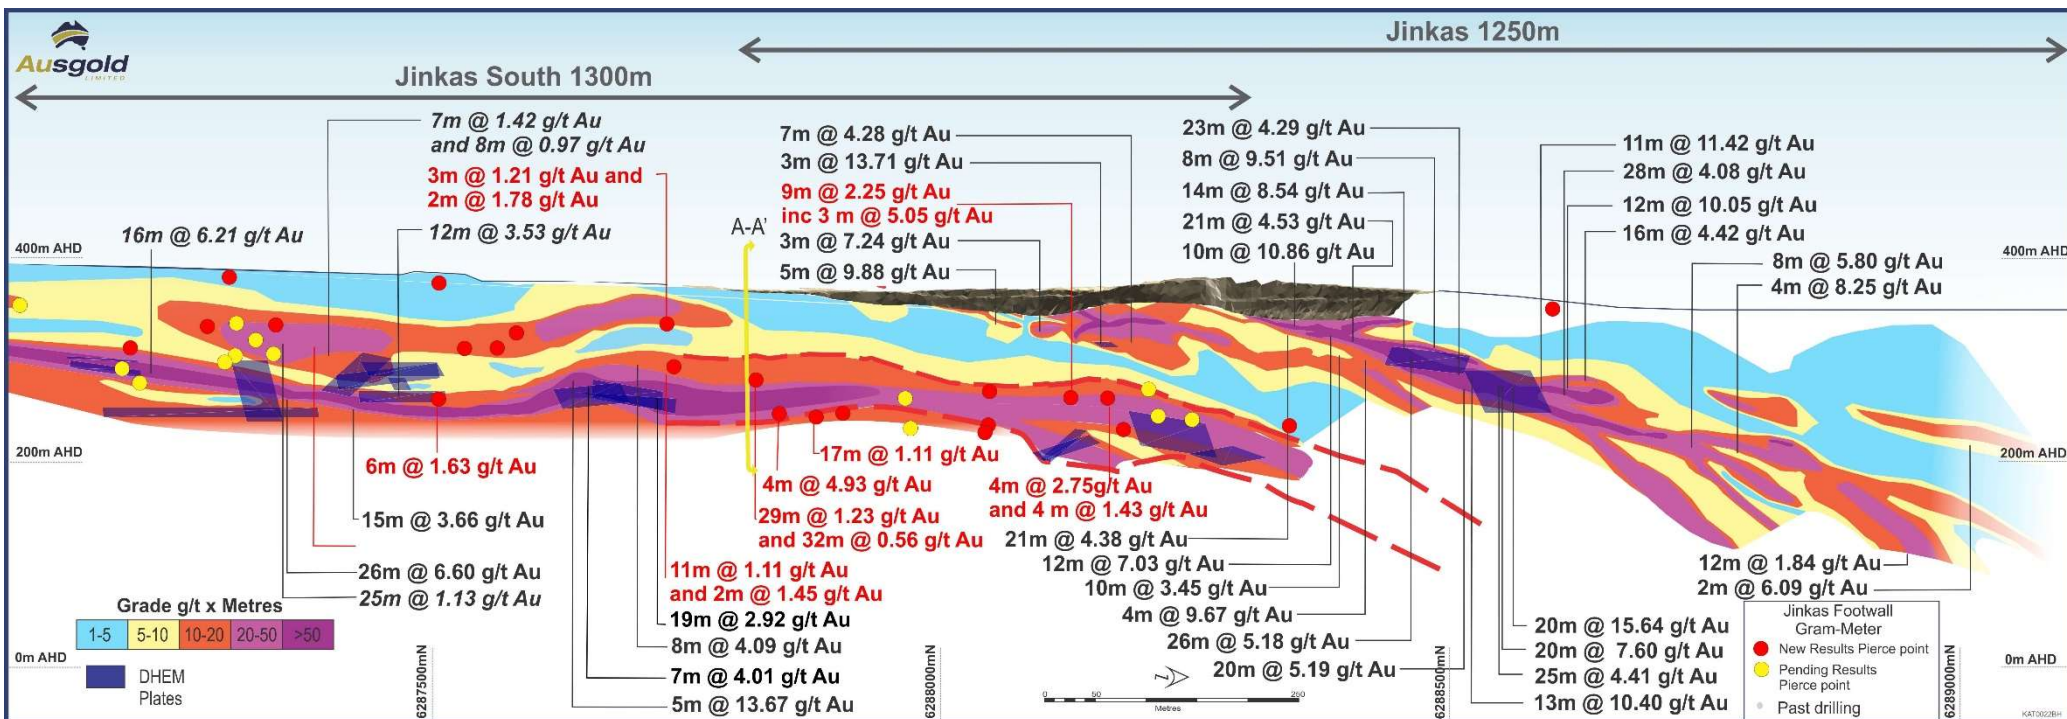 Ausgold
LIMITED
Jinkas 1250m
Jinkas South 1300m
7m @ 1.42 g/t Au
and 8m @ 0.97 g/t Au
3m @ 1.21 g/t Au and
2m @ 1.78 g/t Au
12m @ 3.53 g/t Au
16m @ 6.21 g/t Au
400m AHD
A-A'
7m @ 4.28 g/t Au
3m @ 13.71 g/t Au
9m @ 2.25 g/t Au
inc 3 m @ 5.05 g/t Au
3m @ 7.24 g/t Au
5m @ 9.88 g/t Au
23m @ 4.29 g/t Au
8m @ 9.51 g/t Au
14m @ 8.54 g/t Au
21m @ 4.53 g/t Au
10m @ 10.86 g/t Au
11m @ 11.42 g/t Au
28m @ 4.08 g/t Au
12m @ 10.05 g/t Au
16m @ 4.42 g/t Au
8m @ 5.80 g/t Au
4m @ 8.25 g/t Au
400m AHD
200m AHD
200m AHD
6m @ 1.63 g/t Au
15m @ 3.66 g/t Au
26m @ 6.60 g/t Au
25m @ 1.13 g/t Au
17m @ 1.11 g/t Au
4m @ 4.93 g/t Au
29m @ 1.23 g/t Au
and 32m @ 0.56 g/t Au
11m @ 1.11 g/t Au
and 2m @ 1.45 g/t Au
19m @ 2.92 g/t Au
8m @ 4.09 g/t Au
7m @ 4.01 g/t Au
5m @ 13.67 g/t Au
4m @ 2.75g/t Au
and 4 m @ 1.43 g/t Au
21m @ 4.38 g/t Au
12m @ 7.03 g/t Au
10m @ 3.45 g/t Au
4m @ 9.67 g/t Au
26m @ 5.18 g/t Au
20m @ 5.19 g/t Au
12m @ 1.84 g/t Au
2m @ 6.09 g/t Au
20m @ 15.64 g/t Au
20m @ 7.60 g/t Au
25m @ 4.41 g/t Au
13m @ 10.40 g/t Au
Grade g/t x Metres
1-5 5-10 10-20 20-50 >50
0m AHD
DHEM
Plates
6287500mN
6288000mN
6288500mN
6289000mN
0 50 250
Metres
Jinkas Footwall
Gram-Meter
New Results Pierce point
Pending Results
Pierce point
Past drilling
0m AHD
KAT0022BH